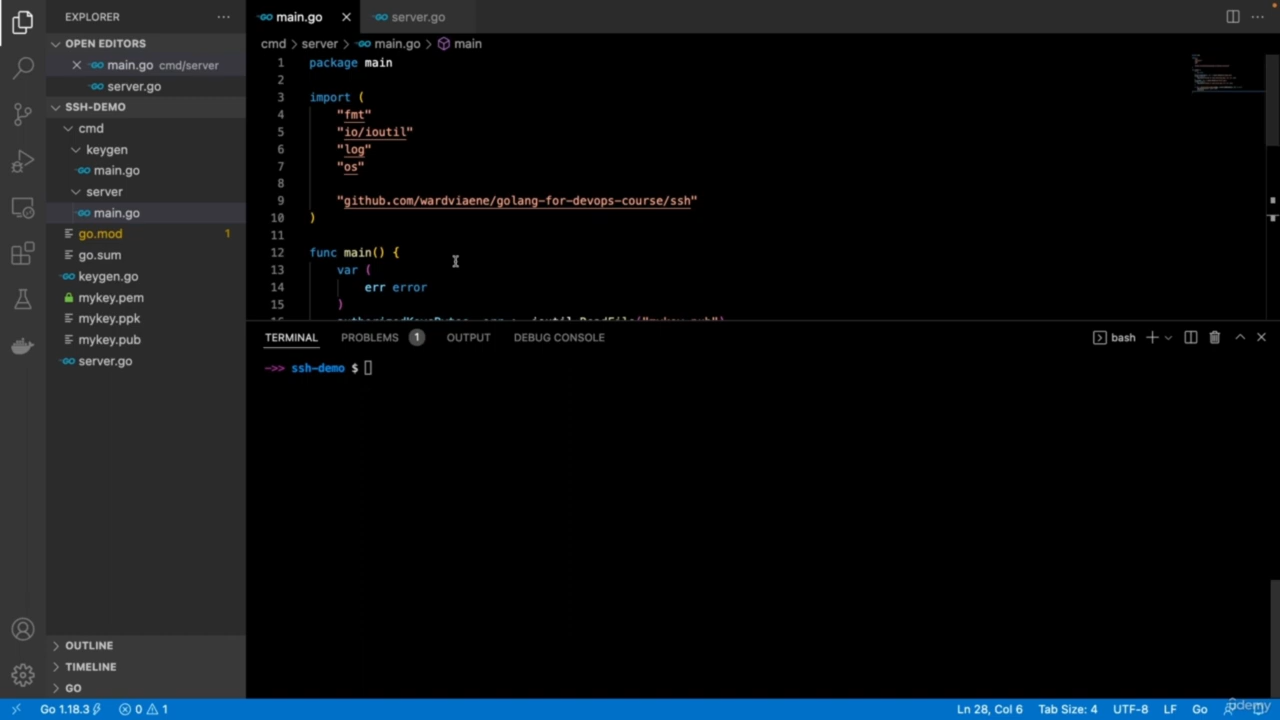 EXPLORER
OPEN EDITORS
main.go cmd/server
server.go
SSH-DEMO
cmd
keygen
main.go
server
main.go
go.mod 1
go.sum
keygen.go
mykey.pem
mykey.ppk
mykey.pub
server.go
OUTLINE
TIMELINE
GO
main.go server.go
cmd > server > main.go > main
1 package main
2
3 import (
4 "fmt"
5 "io/ioutil"
6 "log"
7 "os"
8
9 "github.com/wardviaene/golang-for-devops-course/ssh"
10 )
11
12 func main() {
13 var (
14 err error
15 )
TERMINAL PROBLEMS 1 OUTPUT DEBUG CONSOLE bash
->> ssh-demo $
Go 1.18.3 0 1 Ln 28, Col 6 Tab Size: 4 UTF-8 LF Go
ûdemy